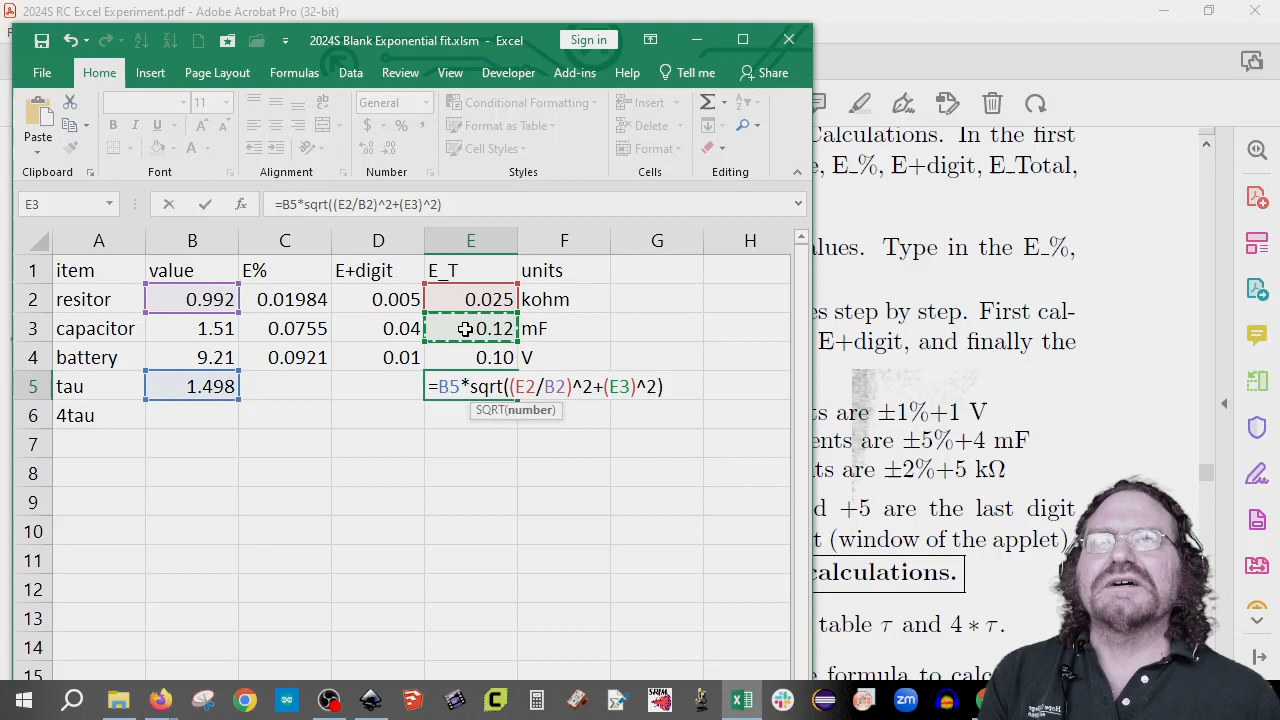 2024S RC Excel Experiment.pdf - Adobe Acrobat Pro (32-bit)
2024S Blank Exponential fit.xlsm - Excel
Sign in
File Home Insert Page Layout Formulas Data Review View Developer Add-ins Help Tell me Share
Paste
11
General
Conditional Formatting
Format as Table
Cell Styles
Insert
Delete
Format
Clipboard Font Alignment Number Styles Cells Editing
E3 =B5*sqrt((E2/B2)^2+(E3)^2)
A B C D E F G H
1 item value E% E+digit E_T units
2 resitor 0.992 0.01984 0.005 0.025 kohm
3 capacitor 1.51 0.0755 0.04 0.12 mF
4 battery 9.21 0.0921 0.01 0.10 V
5 tau 1.498 =B5*sqrt((E2/B2)^2+(E3)^2)
SQRT(number)
6 4tau
7
8
9
10
11
12
13
14
15
Calculations. In the first
e, E_%, E+digit, E_Total,
alues. Type in the E_%,
es step by step. First cal-
E+digit, and finally the
ts are ±1%+1 V
ents are ±5%+4 mF
nts are ±2%+5 kΩ
d +5 are the last digit
t (window of the applet)
calculations.
table τ and 4 * τ.
e formula to calc